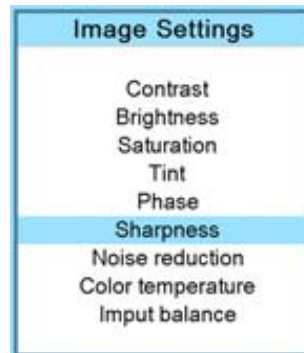 Image Settings
Contrast
Brightness
Saturation
Tint
Phase
Sharpness
Noise reduction
Color temperature
Imput balance